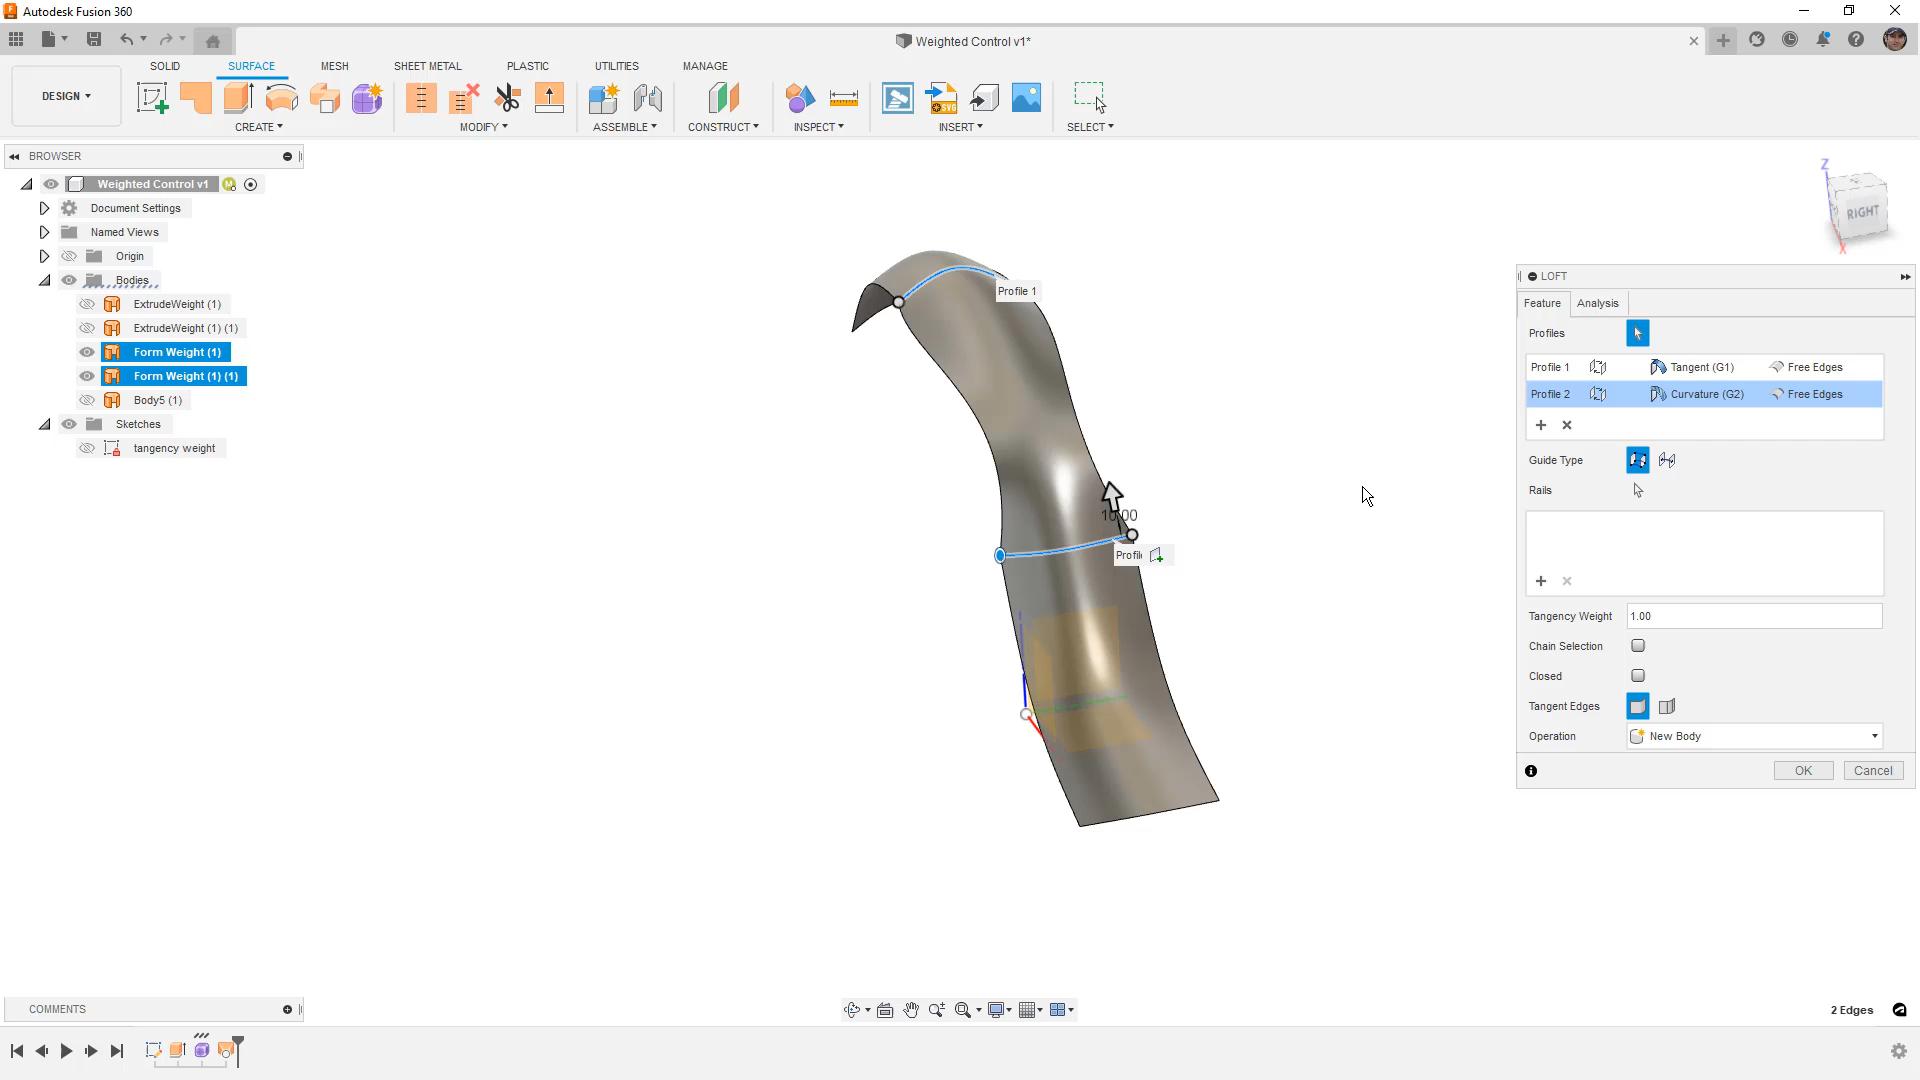 Autodesk Fusion 360
Weighted Control v1*
DESIGN
SOLID
SURFACE
MESH
SHEET METAL
PLASTIC
UTILITIES
MANAGE
CREATE
MODIFY
ASSEMBLE
CONSTRUCT
INSPECT
INSERT
SELECT
SVG
BROWSER
Weighted Control v1
M
Document Settings
Named Views
Origin
Bodies
ExtrudeWeight (1)
ExtrudeWeight (1) (1)
Form Weight (1)
Form Weight (1) (1)
Body5 (1)
Sketches
tangency weight
Profile 1
10.00
Profil
Z
RIGHT
X
LOFT
Feature
Analysis
Profiles
Profile 1
Tangent (G1)
Free Edges
Profile 2
Curvature (G2)
Free Edges
Guide Type
Rails
Tangency Weight
1.00
Chain Selection
Closed
Tangent Edges
Operation
New Body
OK
Cancel
COMMENTS
2 Edges